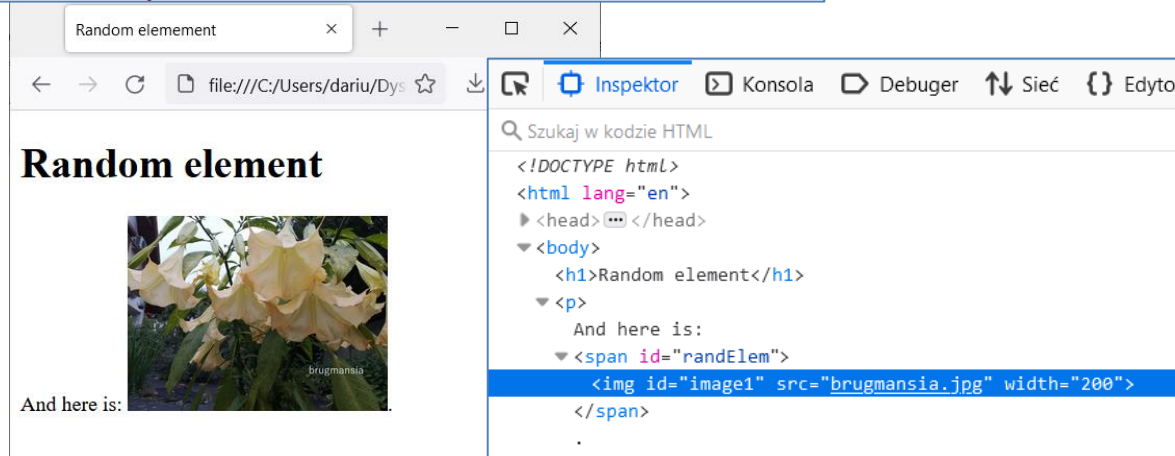 Random elemement
file:///C:/Users/dariu/Dys
Inspektor Konsola Debuger Sieć Edyto
Szukaj w kodzie HTML
Random element
brugmansia
And here is: .
<!DOCTYPE html>
<html lang="en">
<head> ••• </head>
<body>
<h1>Random element</h1>
<p>
And here is:
<span id="randElem">
<img id="image1" src="brugmansia.jpg" width="200">
</span>
.